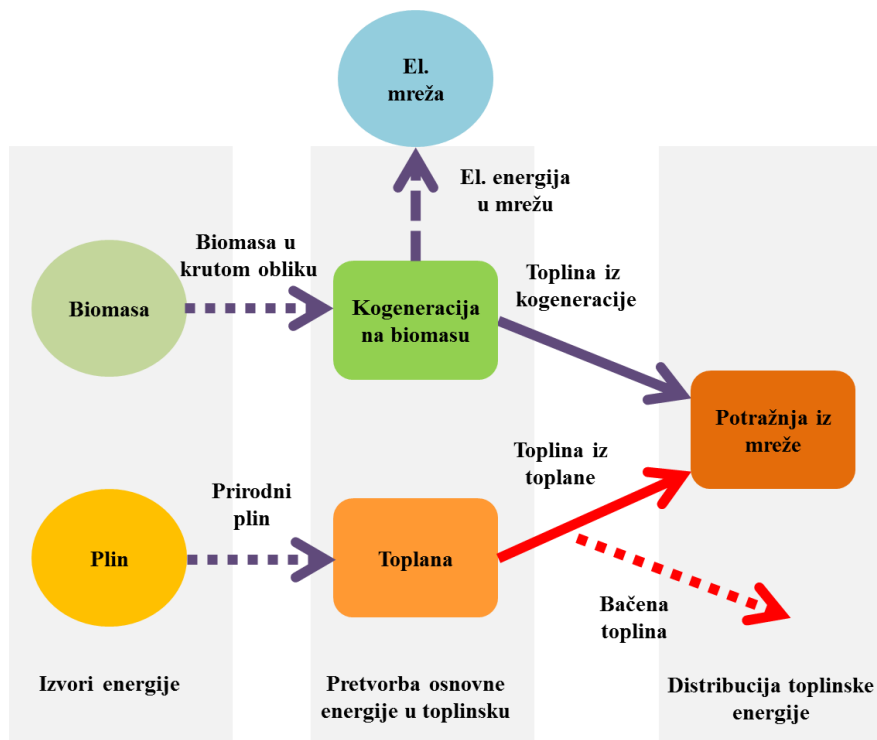 El.
mreža
El. energija
u mrežu
Biomasa u
krutom obliku
Toplina iz
kogeneracije
Biomasa
Kogeneracija
na biomasu
Potražnja iz
mreže
Toplina iz
toplane
Prirodni
plin
Plin
Toplana
Bačena
toplina
Izvori energije
Pretvorba osnovne
energije u toplinsku
Distribucija toplinske
energije